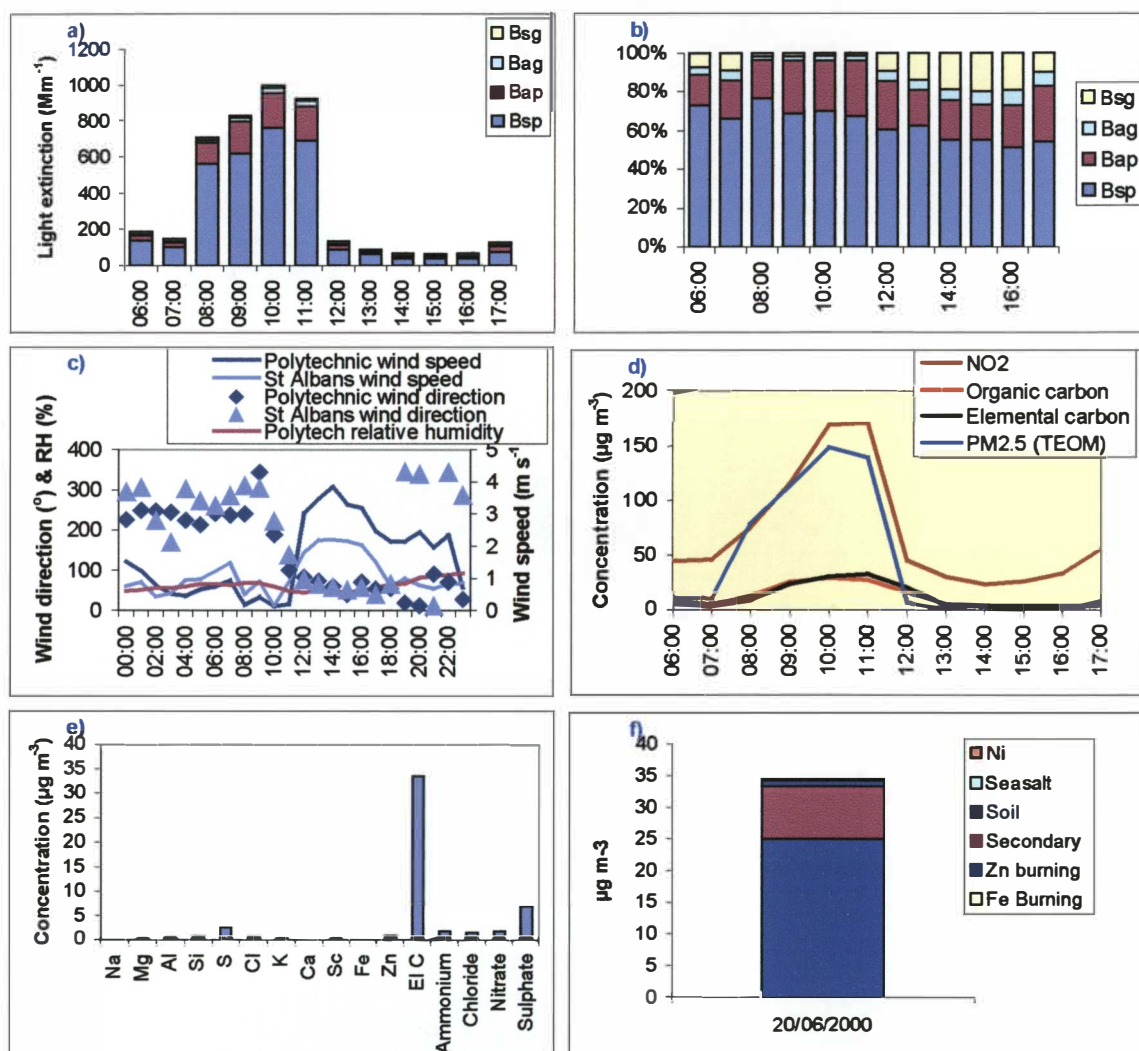 a)
Light extinction (Mm⁻¹)
1200
1000
800
600
400
200
0
06:00
07:00
08:00
09:00
10:00
11:00
12:00
13:00
14:00
15:00
16:00
17:00
Bsg
Bag
Bap
Bsp
b)
100%
80%
60%
40%
20%
0%
06:00
08:00
10:00
12:00
14:00
16:00
Bsg
Bag
Bap
Bsp
c)
Polytechnic wind speed
St Albans wind speed
Polytechnic wind direction
St Albans wind direction
Polytech relative humidity
Wind direction (°) & RH (%)
400
300
200
100
0
5
4
3
2
1
0
Wind speed (m s⁻¹)
00:00
02:00
04:00
06:00
08:00
10:00
12:00
14:00
16:00
18:00
20:00
22:00
d)
NO2
Organic carbon
Elemental carbon
PM2.5 (TEOM)
Concentration (µg m⁻³)
200
150
100
50
0
06:00
07:00
08:00
09:00
10:00
11:00
12:00
13:00
14:00
15:00
16:00
17:00
e)
Concentration (µg m⁻³)
40
35
30
25
20
15
10
5
0
Na
Mg
Al
Si
S
Cl
K
Ca
Sc
Fe
Zn
El C
Ammonium
Chloride
Nitrate
Sulphate
f)
µg m-3
40
35
30
25
20
15
10
5
0
20/06/2000
Ni
Seasalt
Soil
Secondary
Zn burning
Fe Burning